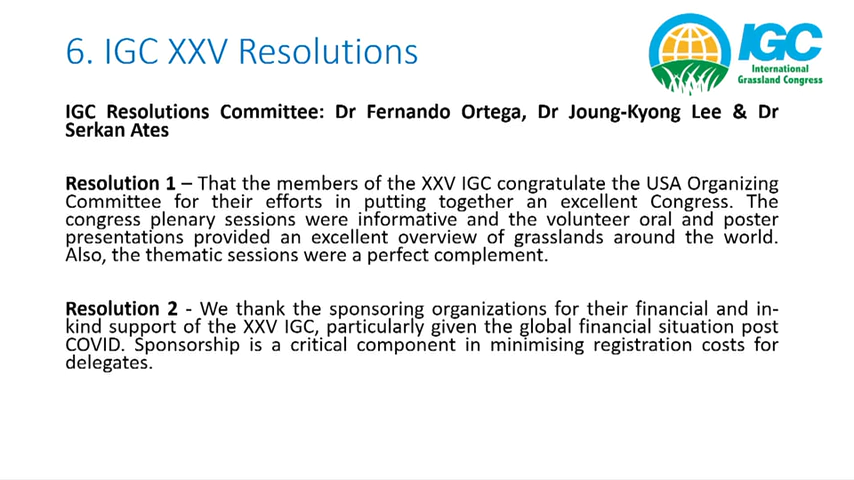 6. IGC XXV Resolutions
IGC
International
Grassland Congress
IGC Resolutions Committee: Dr Fernando Ortega, Dr Joung-Kyong Lee & Dr
Serkan Ates
Resolution 1 – That the members of the XXV IGC congratulate the USA Organizing
Committee for their efforts in putting together an excellent Congress. The
congress plenary sessions were informative and the volunteer oral and poster
presentations provided an excellent overview of grasslands around the world.
Also, the thematic sessions were a perfect complement.
Resolution 2 - We thank the sponsoring organizations for their financial and in-
kind support of the XXV IGC, particularly given the global financial situation post
COVID. Sponsorship is a critical component in minimising registration costs for
delegates.